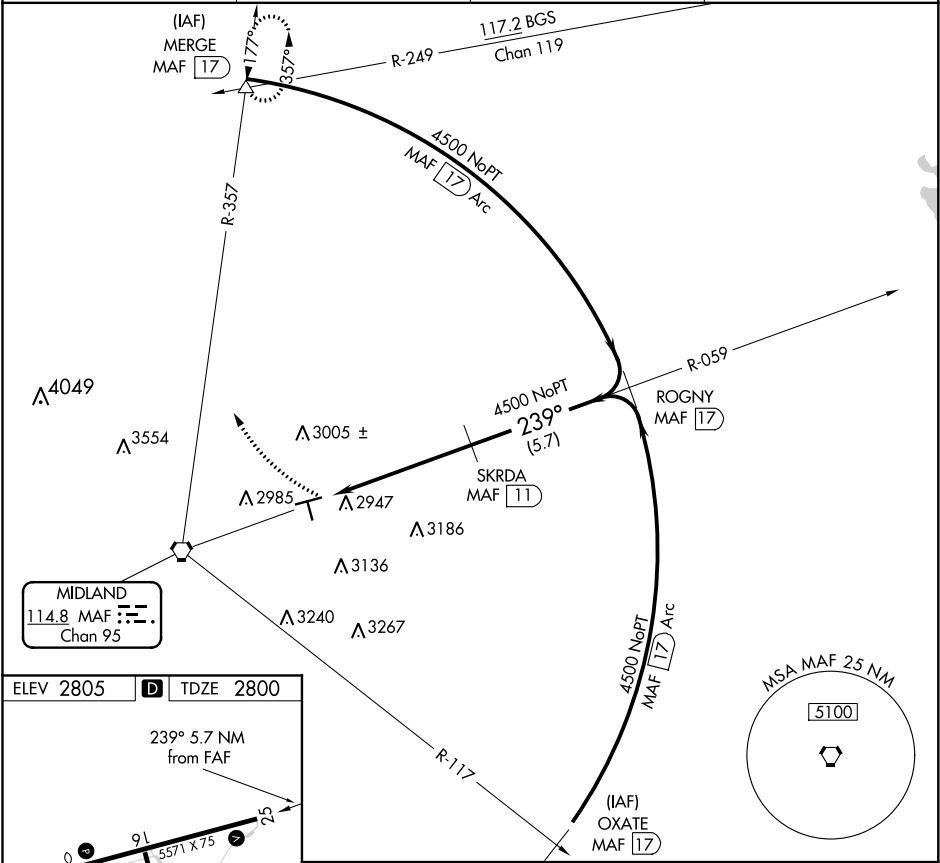 (IAF)
MERGE
MAF 17
177°
357°
R-249
117.2 BGS
Chan 119
4500 NoPT
MAF 17 Arc
R-357
R-059
4049
3554
3005 ±
4500 NoPT
239°
(5.7)
ROGNY
MAF 17
SKRDA
MAF 11
2985
2947
3186
3136
3240
3267
MIDLAND
114.8 MAF
Chan 95
4500 NoPT
MAF 17 Arc
R-117
(IAF)
OXATE
MAF 17
MSA MAF 25 NM
5100
ELEV 2805 D TDZE 2800
239° 5.7 NM
from FAF
25
16
5571 X 75
P
V